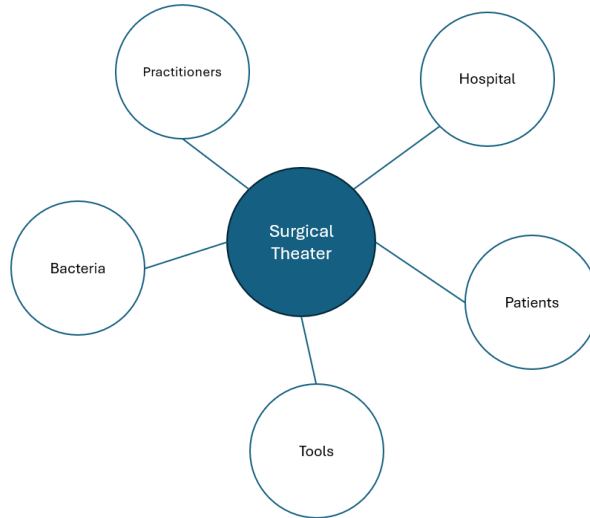 Practitioners
Hospital
Surgical
Theater
Bacteria
Patients
Tools